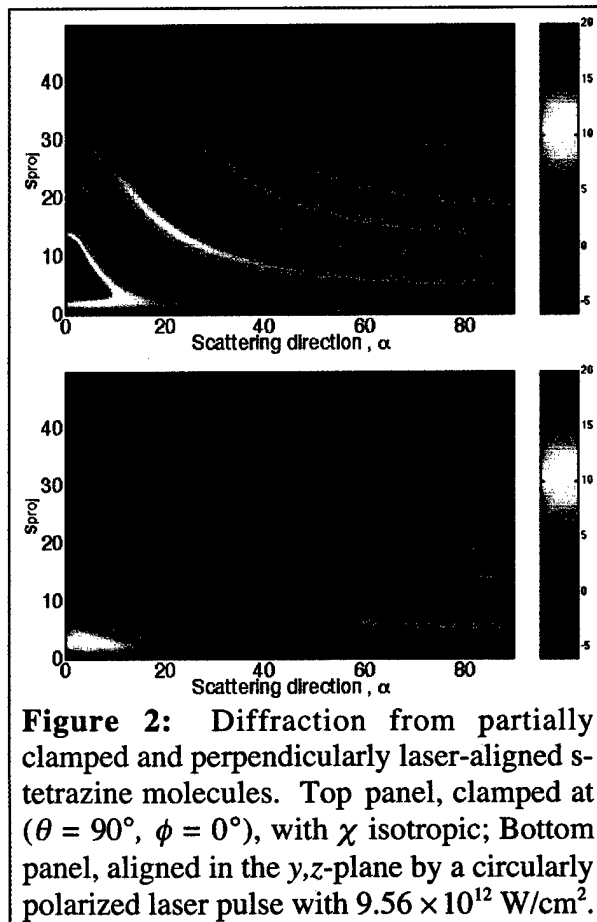 20
40
15
30
10
Sproj
20
5
10
0
0
-5
0 20 40 60 80
Scattering direction , α
20
40
15
30
10
Sproj
20
5
10
0
0
-5
0 20 40 60 80
Scattering direction , α
Figure 2: Diffraction from partially
clamped and perpendicularly laser-aligned s-
tetrazine molecules. Top panel, clamped at
(θ = 90°, ϕ = 0°), with χ isotropic; Bottom
panel, aligned in the y,z-plane by a circularly
polarized laser pulse with 9.56 × 10¹² W/cm².